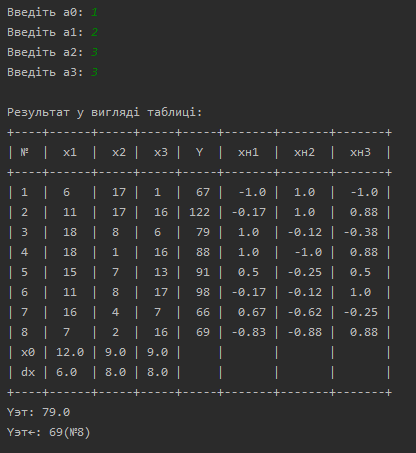 Введіть a0: 1
Введіть a1: 2
Введіть a2: 3
Введіть a3: 3
Результат у вигляді таблиці:
+----+------+------+-----+-----+-------+-------+-------+
| № | x1 | x2 | x3 | Y | xн1 | xн2 | xн3 |
+----+------+------+-----+-----+-------+-------+-------+
| 1 | 6 | 17 | 1 | 67 | -1.0 | 1.0 | -1.0 |
| 2 | 11 | 17 | 16 | 122 | -0.17 | 1.0 | 0.88 |
| 3 | 18 | 8 | 6 | 79 | 1.0 | -0.12 | -0.38 |
| 4 | 18 | 1 | 16 | 88 | 1.0 | -1.0 | 0.88 |
| 5 | 15 | 7 | 13 | 91 | 0.5 | -0.25 | 0.5 |
| 6 | 11 | 8 | 17 | 98 | -0.17 | -0.12 | 1.0 |
| 7 | 16 | 4 | 7 | 66 | 0.67 | -0.62 | -0.25 |
| 8 | 7 | 2 | 16 | 69 | -0.83 | -0.88 | 0.88 |
| x0 | 12.0 | 9.0 | 9.0 | | | | |
| dx | 6.0 | 8.0 | 8.0 | | | | |
+----+------+------+-----+-----+-------+-------+-------+
Yэт: 79.0
Yэт←: 69(№8)